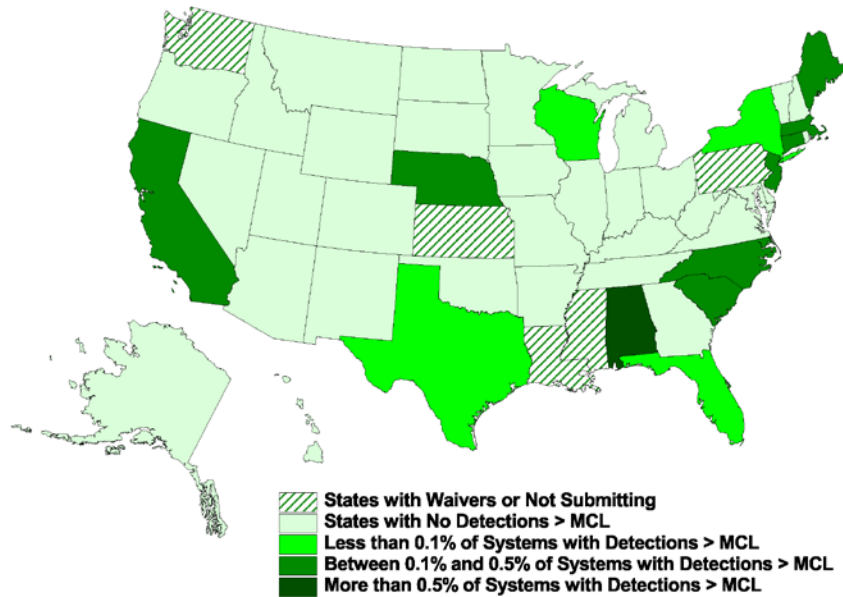 States with Waivers or Not Submitting
States with No Detections > MCL
Less than 0.1% of Systems with Detections > MCL
Between 0.1% and 0.5% of Systems with Detections > MCL
More than 0.5% of Systems with Detections > MCL